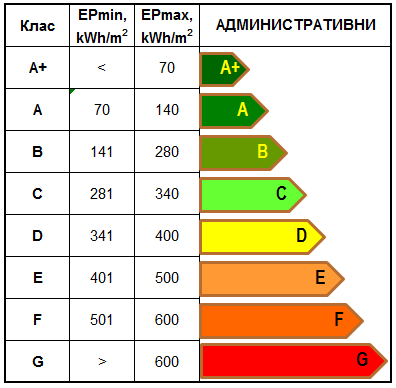 Клас EPmin, kWh/m² EPmax, kWh/m² АДМИНИСТРАТИВНИ
A+ < 70 A+
A 70 140 A
B 141 280 B
C 281 340 C
D 341 400 D
E 401 500 E
F 501 600 F
G > 600 G